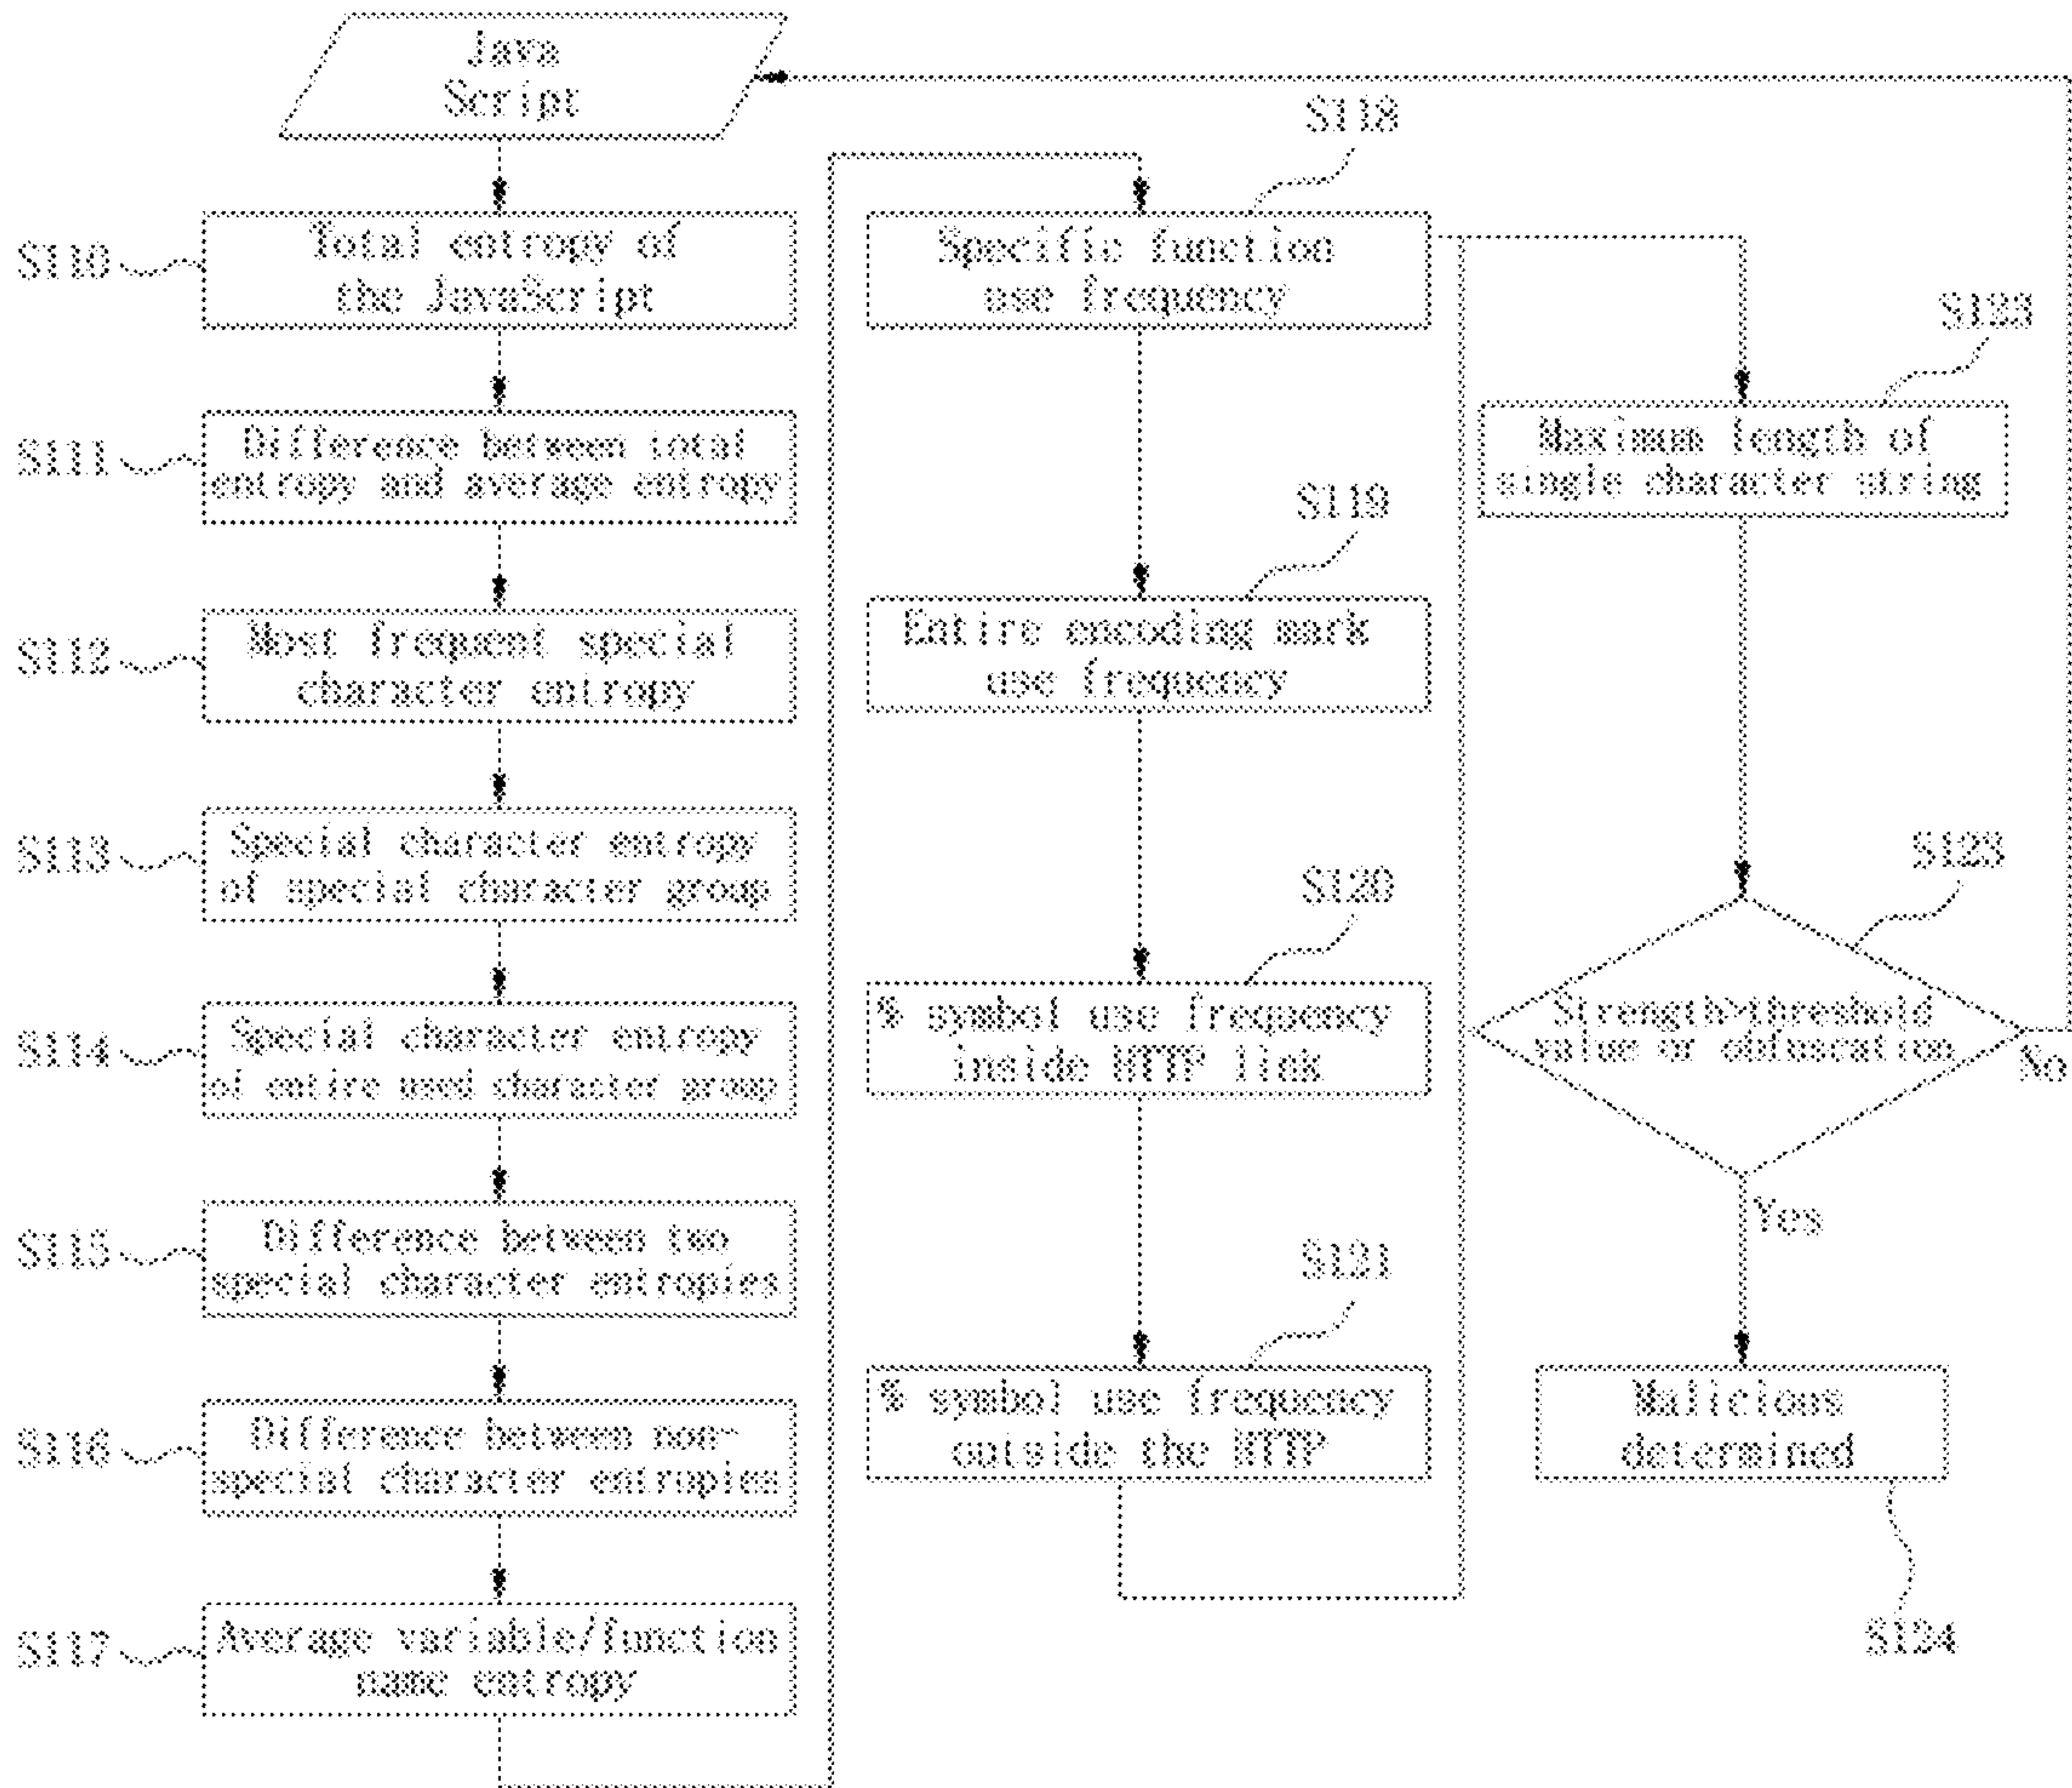 Java
Script
S110
Total entropy of
the JavaScript
S111
Difference between total
entropy and average entropy
S112
Most frequent special
character entropy
S113
Special character entropy
of special character group
S114
Special character entropy
of entire used character group
S115
Difference between two
special character entropies
S116
Difference between non-
special character entropies
S117
Average variable/function
name entropy
S118
Specific function
use frequency
S119
Entire encoding mark
use frequency
S120
% symbol use frequency
inside HTTP link
S121
% symbol use frequency
outside the HTTP
S123
Maximum length of
single character string
S123
Strength>threshold
value or obfuscation
No
Yes
Malicious
determined
S124